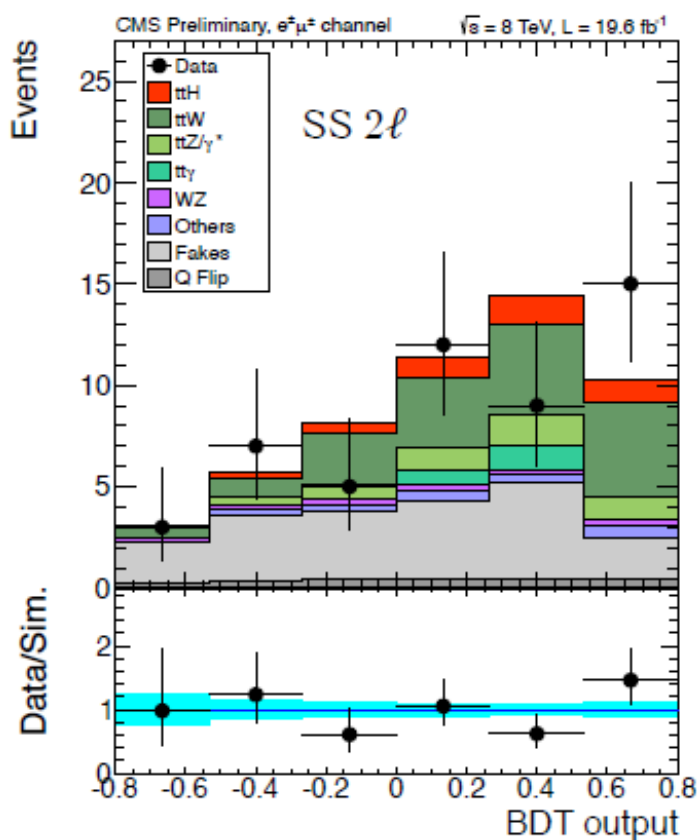 CMS Preliminary, e±μ± channel √s = 8 TeV, L = 19.6 fb⁻¹
Events
25
20
15
10
5
0
Data
ttH
ttW
ttZ/γ*
ttγ
WZ
Others
Fakes
Q Flip
SS 2ℓ
Data/Sim.
2
1
0
-0.8 -0.6 -0.4 -0.2 0 0.2 0.4 0.6 0.8
BDT output